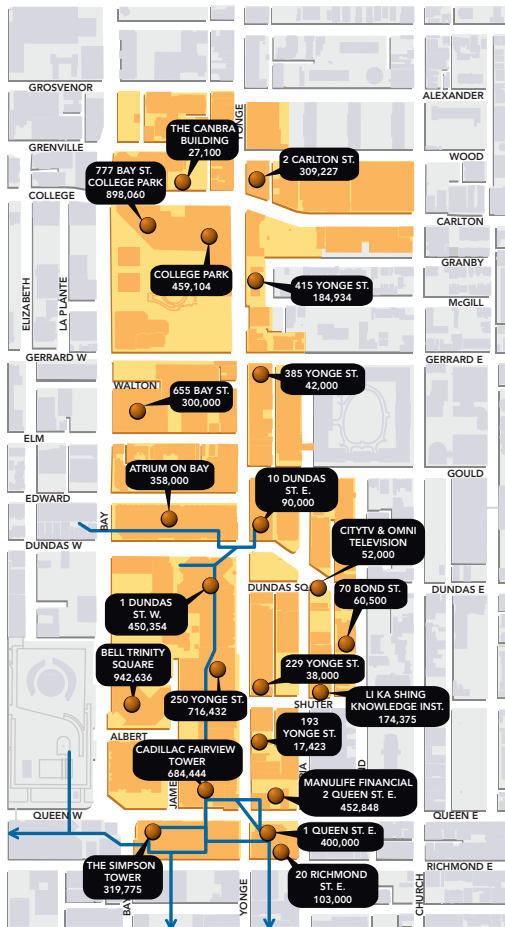 GROSVENOR
ALEXANDER
YONGE
THE CANBRA
BUILDING
27,100
GRENVILLE
2 CARLTON ST.
309,227
WOOD
777 BAY ST.
COLLEGE PARK
898,060
COLLEGE
CARLTON
COLLEGE PARK
459,104
GRANBY
415 YONGE ST.
184,934
McGILL
ELIZABETH
LA PLANTE
GERRARD W
GERRARD E
385 YONGE ST.
42,000
WALTON
655 BAY ST.
300,000
ELM
ATRIUM ON BAY
358,000
GOULD
10 DUNDAS
ST. E.
90,000
EDWARD
BAY
CITYTV & OMNI
TELEVISION
52,000
DUNDAS W
DUNDAS SQ
DUNDAS E
70 BOND ST.
60,500
1 DUNDAS
ST. W.
450,354
BELL TRINITY
SQUARE
942,636
229 YONGE ST.
38,000
250 YONGE ST.
716,432
LI KA SHING
KNOWLEDGE INST.
174,375
SHUTER
193
YONGE ST.
17,423
ALBERT
CADILLAC FAIRVIEW
TOWER
684,444
JAME
MANULIFE FINANCIAL
2 QUEEN ST. E.
452,848
QUEEN W
QUEEN E
1 QUEEN ST. E.
400,000
THE SIMPSON
TOWER
319,775
20 RICHMOND
ST. E.
103,000
RICHMOND E
BA
YONGE
CHURCH